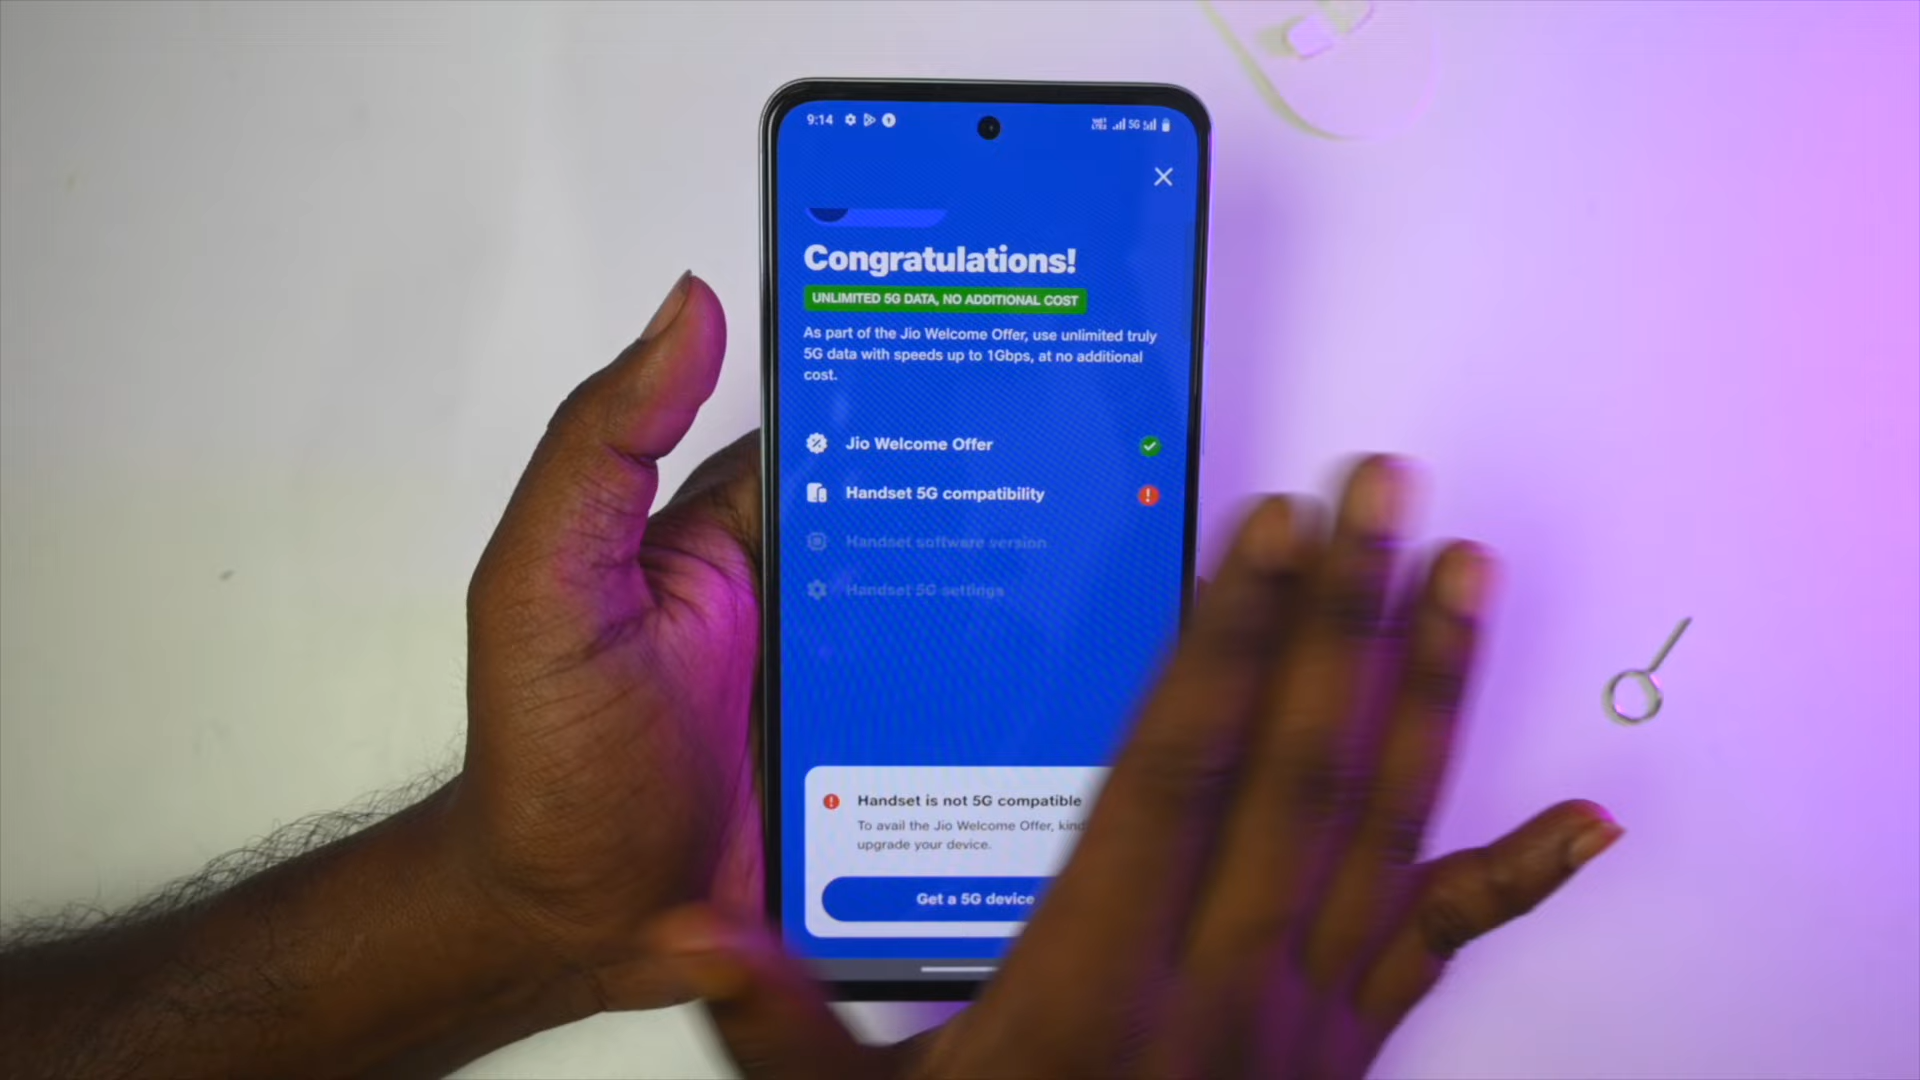 9:14
5G
Congratulations!
UNLIMITED 5G DATA, NO ADDITIONAL COST
As part of the Jio Welcome Offer, use unlimited truly
5G data with speeds up to 1Gbps, at no additional
cost.
Jio Welcome Offer
Handset 5G compatibility
Handset software version
Handset 5G settings
Handset is not 5G compatible
To avail the Jio Welcome Offer,
upgrade your device.
Get a 5G device